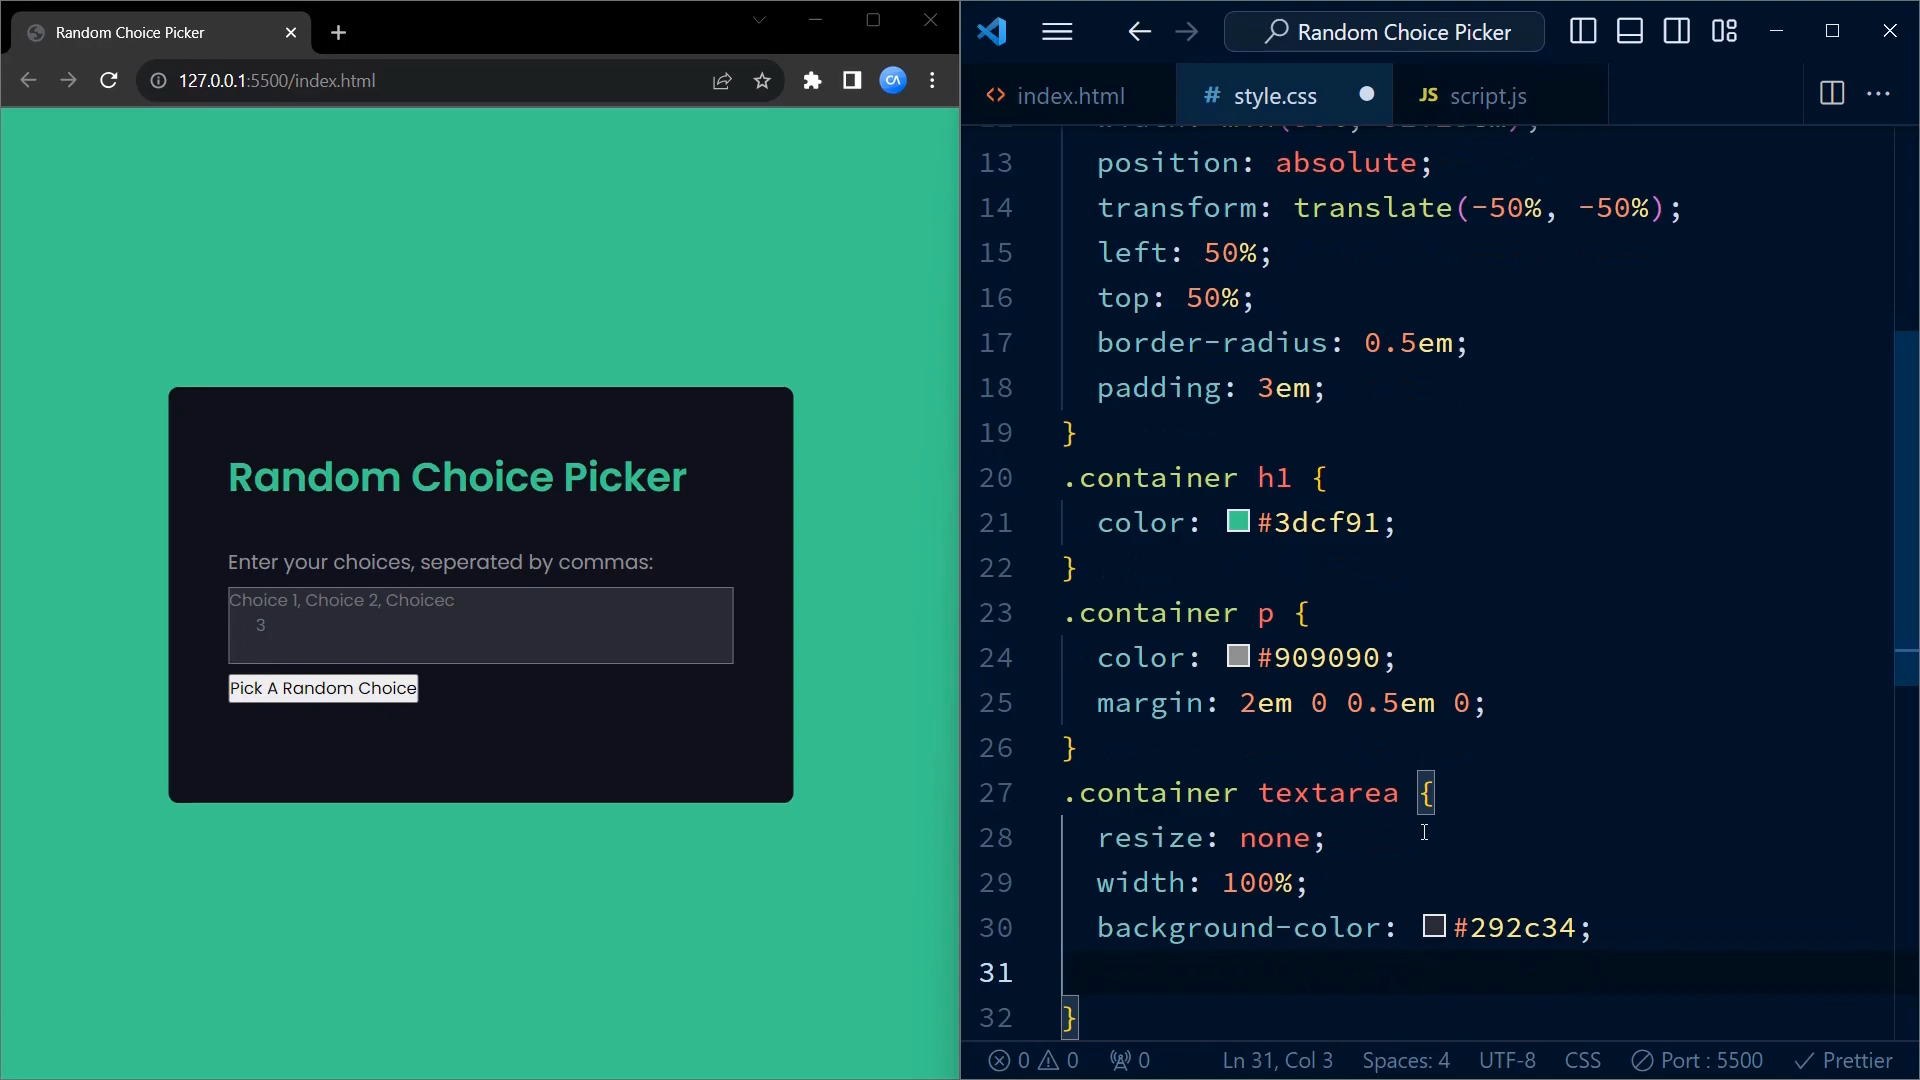 Random Choice Picker
127.0.0.1:5500/index.html
CA
Random Choice Picker
Enter your choices, seperated by commas:
Choice 1, Choice 2, Choicec
3
Pick A Random Choice
Random Choice Picker
<> index.html
# style.css
JS script.js
13 position: absolute;
14 transform: translate(-50%, -50%);
15 left: 50%;
16 top: 50%;
17 border-radius: 0.5em;
18 padding: 3em;
19 }
20 .container h1 {
21 color: #3dcf91;
22 }
23 .container p {
24 color: #909090;
25 margin: 2em 0 0.5em 0;
26 }
27 .container textarea {
28 resize: none;
29 width: 100%;
30 background-color: #292c34;
31
32 }
0 0 0 Ln 31, Col 3 Spaces: 4 UTF-8 CSS Port : 5500 Prettier